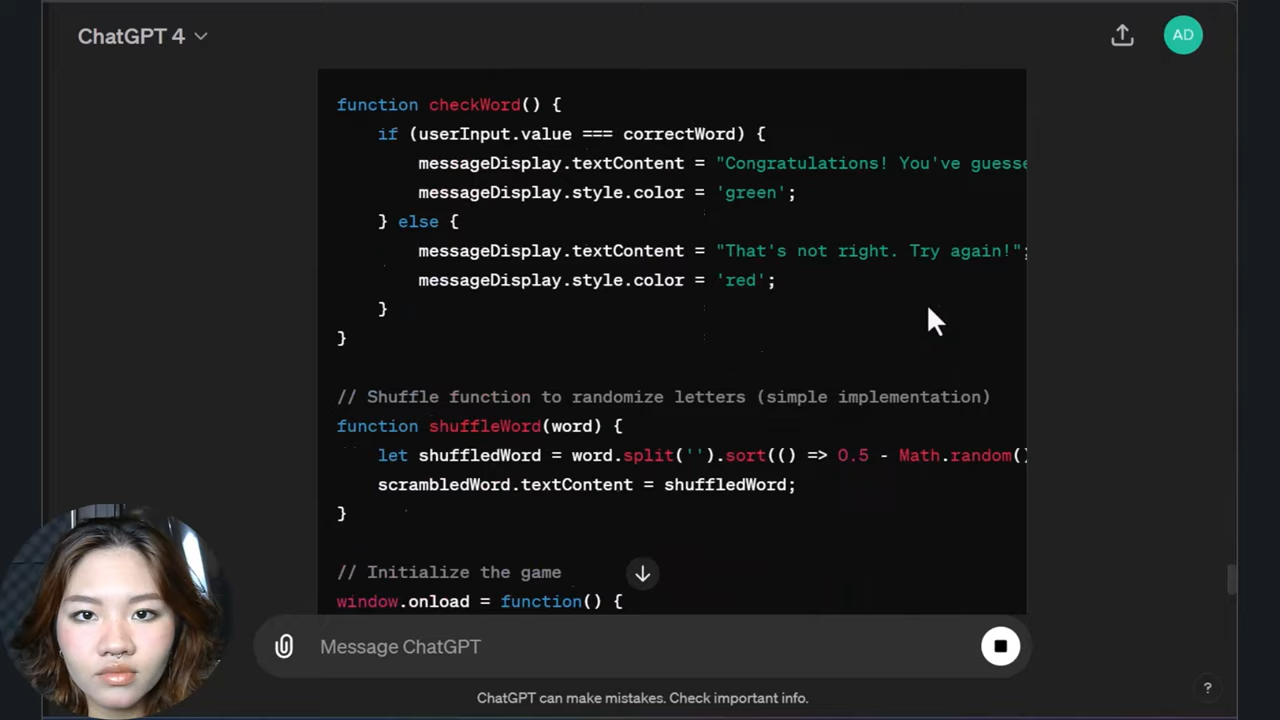 ChatGPT 4
AD
function checkWord() {
if (userInput.value === correctWord) {
messageDisplay.textContent = "Congratulations! You've guesse
messageDisplay.style.color = 'green';
} else {
messageDisplay.textContent = "That's not right. Try again!";
messageDisplay.style.color = 'red';
}
}
// Shuffle function to randomize letters (simple implementation)
function shuffleWord(word) {
let shuffledWord = word.split('').sort(() => 0.5 - Math.random()
scrambledWord.textContent = shuffledWord;
}
// Initialize the game
window.onload = function() {
Message ChatGPT
ChatGPT can make mistakes. Check important info.
?